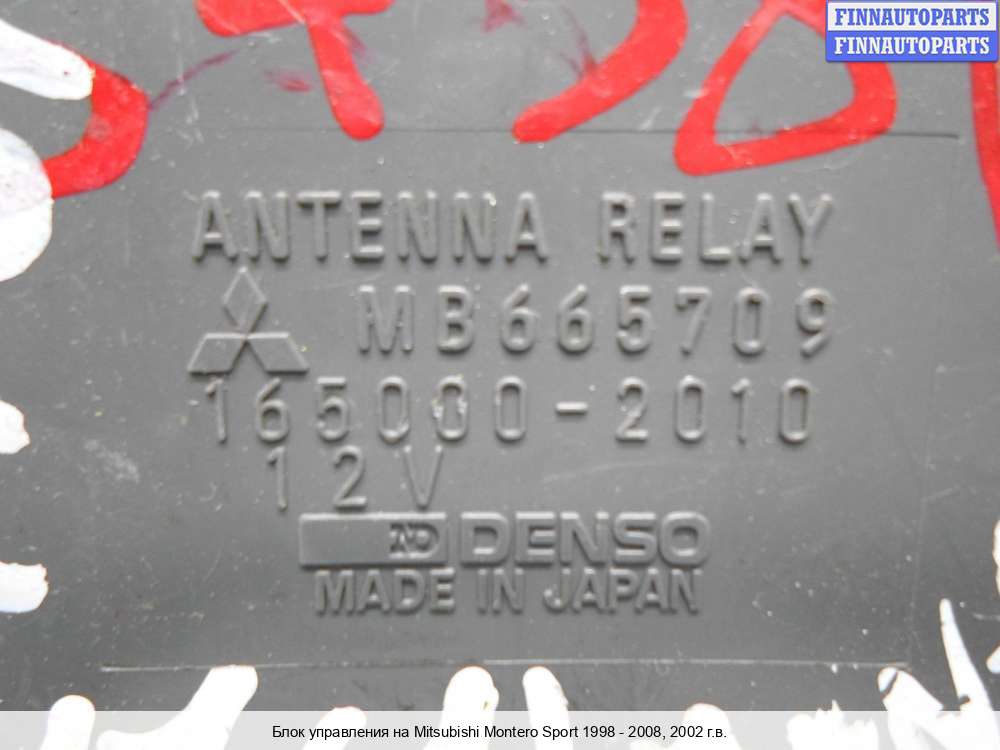 FINNAUTOPARTS
FINNAUTOPARTS
ANTENNA RELAY
MB665709
165000-2010
12V
ND DENSO
MADE IN JAPAN
Блок управления на Mitsubishi Montero Sport 1998 - 2008, 2002 г.в.